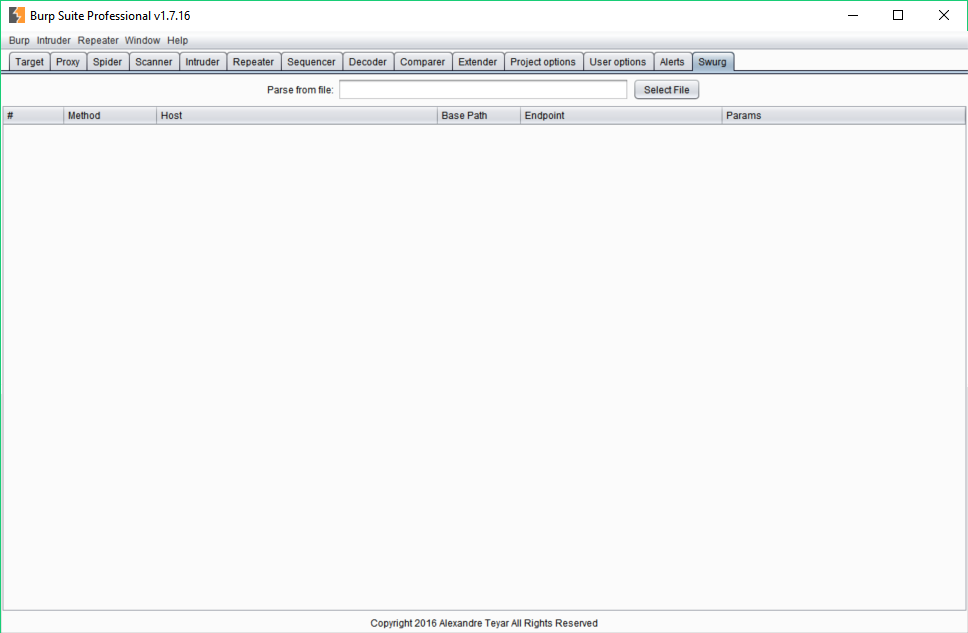 Burp Suite Professional v1.7.16
Burp Intruder Repeater Window Help
Target Proxy Spider Scanner Intruder Repeater Sequencer Decoder Comparer Extender Project options User options Alerts Swurg
Parse from file: Select File
# Method Host Base Path Endpoint Params
Copyright 2016 Alexandre Teyar All Rights Reserved